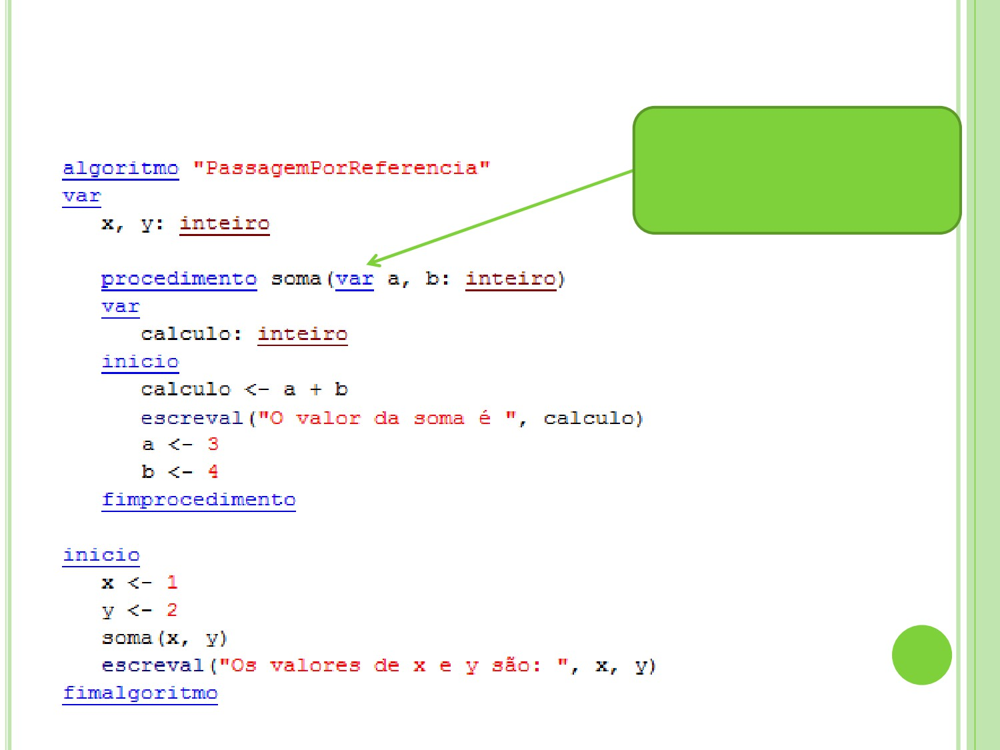 algoritmo "PassagemPorReferencia"
var
x, y: inteiro
procedimento soma(var a, b: inteiro)
var
calculo: inteiro
inicio
calculo <- a + b
escreval("O valor da soma é ", calculo)
a <- 3
b <- 4
fimprocedimento
inicio
x <- 1
y <- 2
soma(x, y)
escreval("Os valores de x e y são: ", x, y)
fimalgoritmo